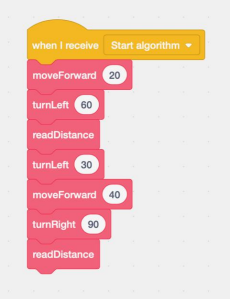 when I receive Start algorithm
moveForward 20
turnLeft 60
readDistance
turnLeft 30
moveForward 40
turnRight 90
readDistance